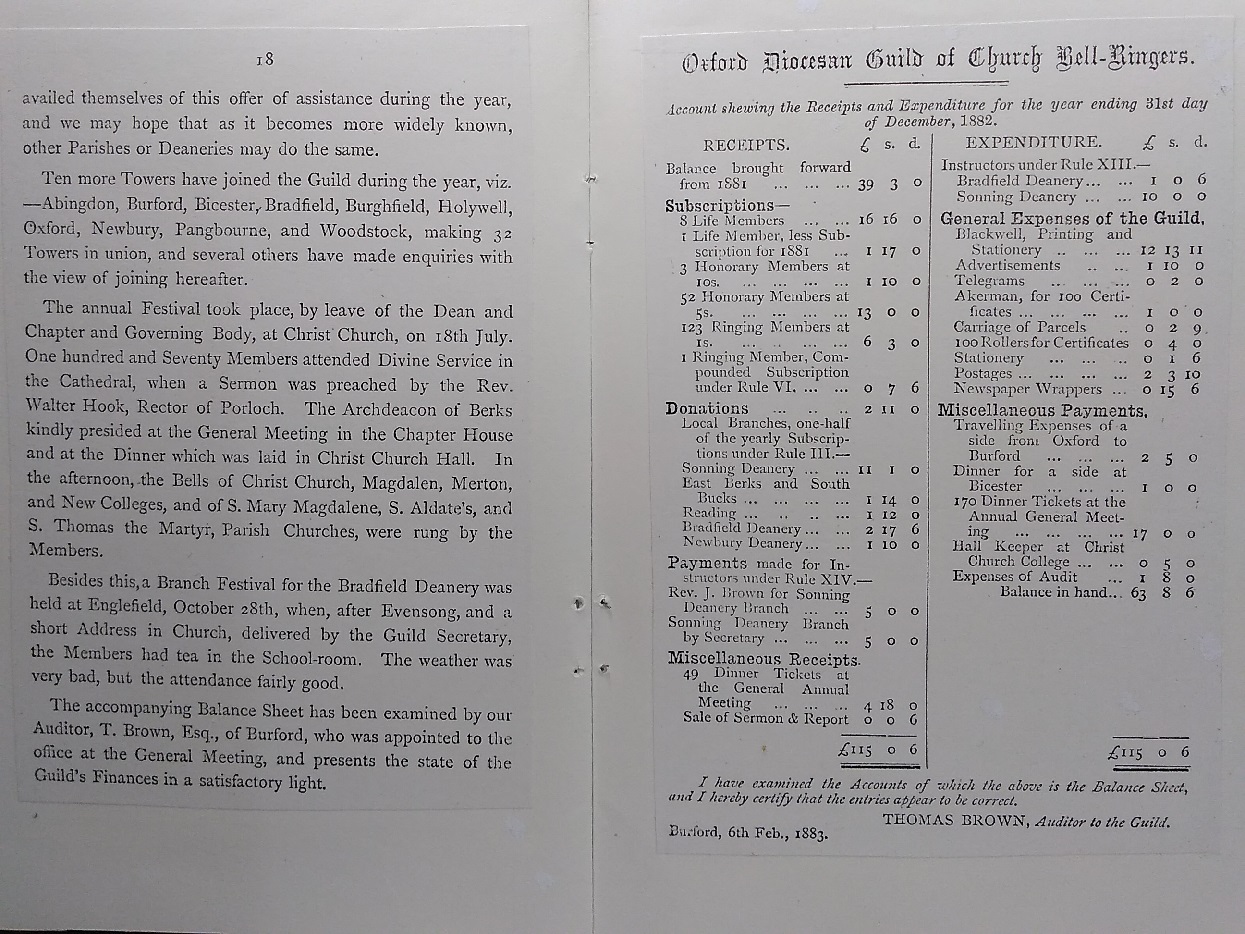 18
availed themselves of this offer of assistance during the year,
and we may hope that as it becomes more widely known,
other Parishes or Deaneries may do the same.
Ten more Towers have joined the Guild during the year, viz.
—Abingdon, Burford, Bicester, Bradfield, Burghfield, Holywell,
Oxford, Newbury, Pangbourne, and Woodstock, making 32
Towers in union, and several others have made enquiries with
the view of joining hereafter.
The annual Festival took place, by leave of the Dean and
Chapter and Governing Body, at Christ Church, on 18th July.
One hundred and Seventy Members attended Divine Service in
the Cathedral, when a Sermon was preached by the Rev.
Walter Hook, Rector of Porloch. The Archdeacon of Berks
kindly presided at the General Meeting in the Chapter House
and at the Dinner which was laid in Christ Church Hall. In
the afternoon, the Bells of Christ Church, Magdalen, Merton,
and New Colleges, and of S. Mary Magdalene, S. Aldate's, and
S. Thomas the Martyr, Parish Churches, were rung by the
Members.
Besides this, a Branch Festival for the Bradfield Deanery was
held at Englefield, October 28th, when, after Evensong, and a
short Address in Church, delivered by the Guild Secretary,
the Members had tea in the School-room. The weather was
very bad, but the attendance fairly good.
The accompanying Balance Sheet has been examined by our
Auditor, T. Brown, Esq., of Burford, who was appointed to the
office at the General Meeting, and presents the state of the
Guild's Finances in a satisfactory light.
Oxford Diocesan Guild of Church Bell-Ringers.
Account shewing the Receipts and Expenditure for the year ending 31st day
of December, 1882.
RECEIPTS. £ s. d.
Balance brought forward
from 1881 ... ... ... 39 3 0
Subscriptions—
8 Life Members ... ... 16 16 0
1 Life Member, less Sub-
scription for 1881 ... 1 17 0
3 Honorary Members at
10s. ... ... ... ... 1 10 0
52 Honorary Members at
5s. ... ... ... ... 13 0 0
123 Ringing Members at
1s. ... ... ... ... 6 3 0
1 Ringing Member, Com-
pounded Subscription
under Rule VI. ... ... 0 7 6
Donations ... ... ... 2 11 0
Local Branches, one-half
of the yearly Subscrip-
tions under Rule III.—
Sonning Deanery ... ... 11 1 0
East Berks and South
Bucks ... ... ... ... 1 14 0
Reading ... ... ... ... 1 12 0
Bradfield Deanery ... ... 2 17 6
Newbury Deanery ... ... 1 10 0
Payments made for In-
structors under Rule XIV.—
Rev. J. Brown for Sonning
Deanery Branch ... ... 5 0 0
Sonning Deanery Branch
by Secretary ... ... ... 5 0 0
Miscellaneous Receipts.
49 Dinner Tickets at
the General Annual
Meeting ... ... ... 4 18 0
Sale of Sermon & Report 0 0 6
£115 0 6
EXPENDITURE. £ s. d.
Instructors under Rule XIII.—
Bradfield Deanery ... ... 1 0 6
Sonning Deanery ... ... 10 0 0
General Expenses of the Guild,
Blackwell, Printing and
Stationery ... ... ... 12 13 11
Advertisements ... ... 1 10 0
Telegrams ... ... ... 0 2 0
Akerman, for 100 Certi-
ficates ... ... ... ... 1 0 0
Carriage of Parcels .. 0 2 9
100 Rollers for Certificates 0 4 0
Stationery ... ... ... 0 1 6
Postages ... ... ... ... 2 3 10
Newspaper Wrappers ... 0 15 6
Miscellaneous Payments,
Travelling Expenses of a
side from Oxford to
Burford ... ... ... 2 5 0
Dinner for a side at
Bicester ... ... ... 1 0 0
170 Dinner Tickets at the
Annual General Meet-
ing ... ... ... ... 17 0 0
Hall Keeper at Christ
Church College ... ... 0 5 0
Expenses of Audit ... 1 8 0
Balance in hand... 63 8 6
£115 0 6
I have examined the Accounts of which the above is the Balance Sheet,
and I hereby certify that the entries appear to be correct.
THOMAS BROWN, Auditor to the Guild.
Burford, 6th Feb., 1883.